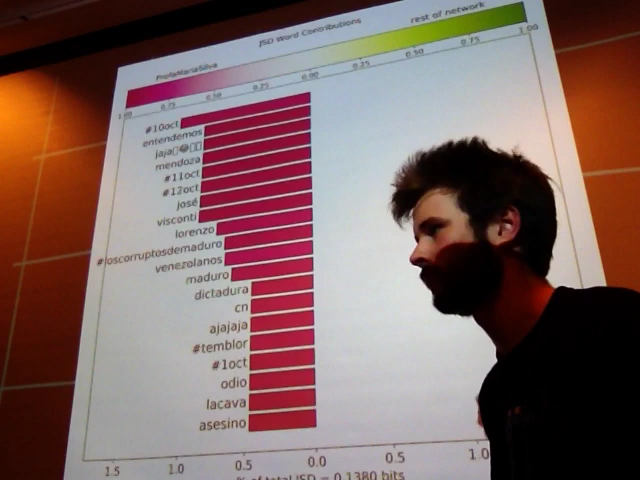 JSD Word Contributions
ProfaMariaSilva
rest of network
1.00 0.75 0.50 0.25 0.00 0.25 0.50 0.75 1.00
#10oct
entendemos
jaja
mendoza
#11oct
#12oct
josé
visconti
lorenzo
#loscorruptosdemaduro
venezolanos
maduro
dictadura
cn
ajajaja
#temblor
#1oct
odio
lacava
asesino
1.5 1.0 0.5 0.0 0.5 1.0
% of total JSD = 0.1380 bits